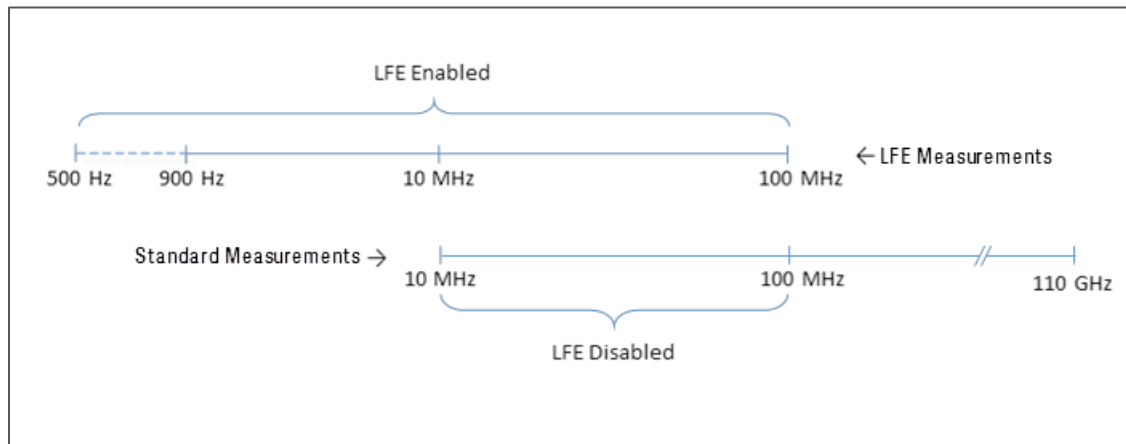 LFE Enabled
500 Hz 900 Hz 10 MHz 100 MHz
← LFE Measurements
Standard Measurements →
10 MHz 100 MHz 110 GHz
LFE Disabled